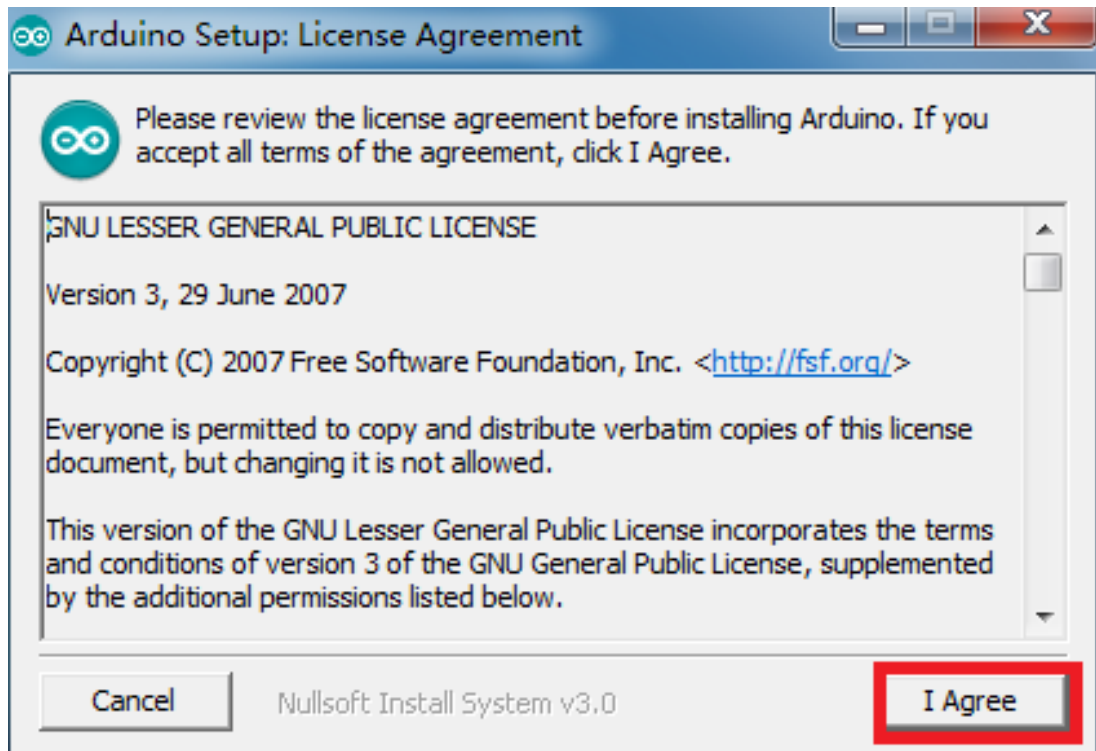 Arduino Setup: License Agreement
Please review the license agreement before installing Arduino. If you
accept all terms of the agreement, click I Agree.
GNU LESSER GENERAL PUBLIC LICENSE
Version 3, 29 June 2007
Copyright (C) 2007 Free Software Foundation, Inc. <http://fsf.org/>
Everyone is permitted to copy and distribute verbatim copies of this license
document, but changing it is not allowed.
This version of the GNU Lesser General Public License incorporates the terms
and conditions of version 3 of the GNU General Public License, supplemented
by the additional permissions listed below.
Cancel
Nullsoft Install System v3.0
I Agree